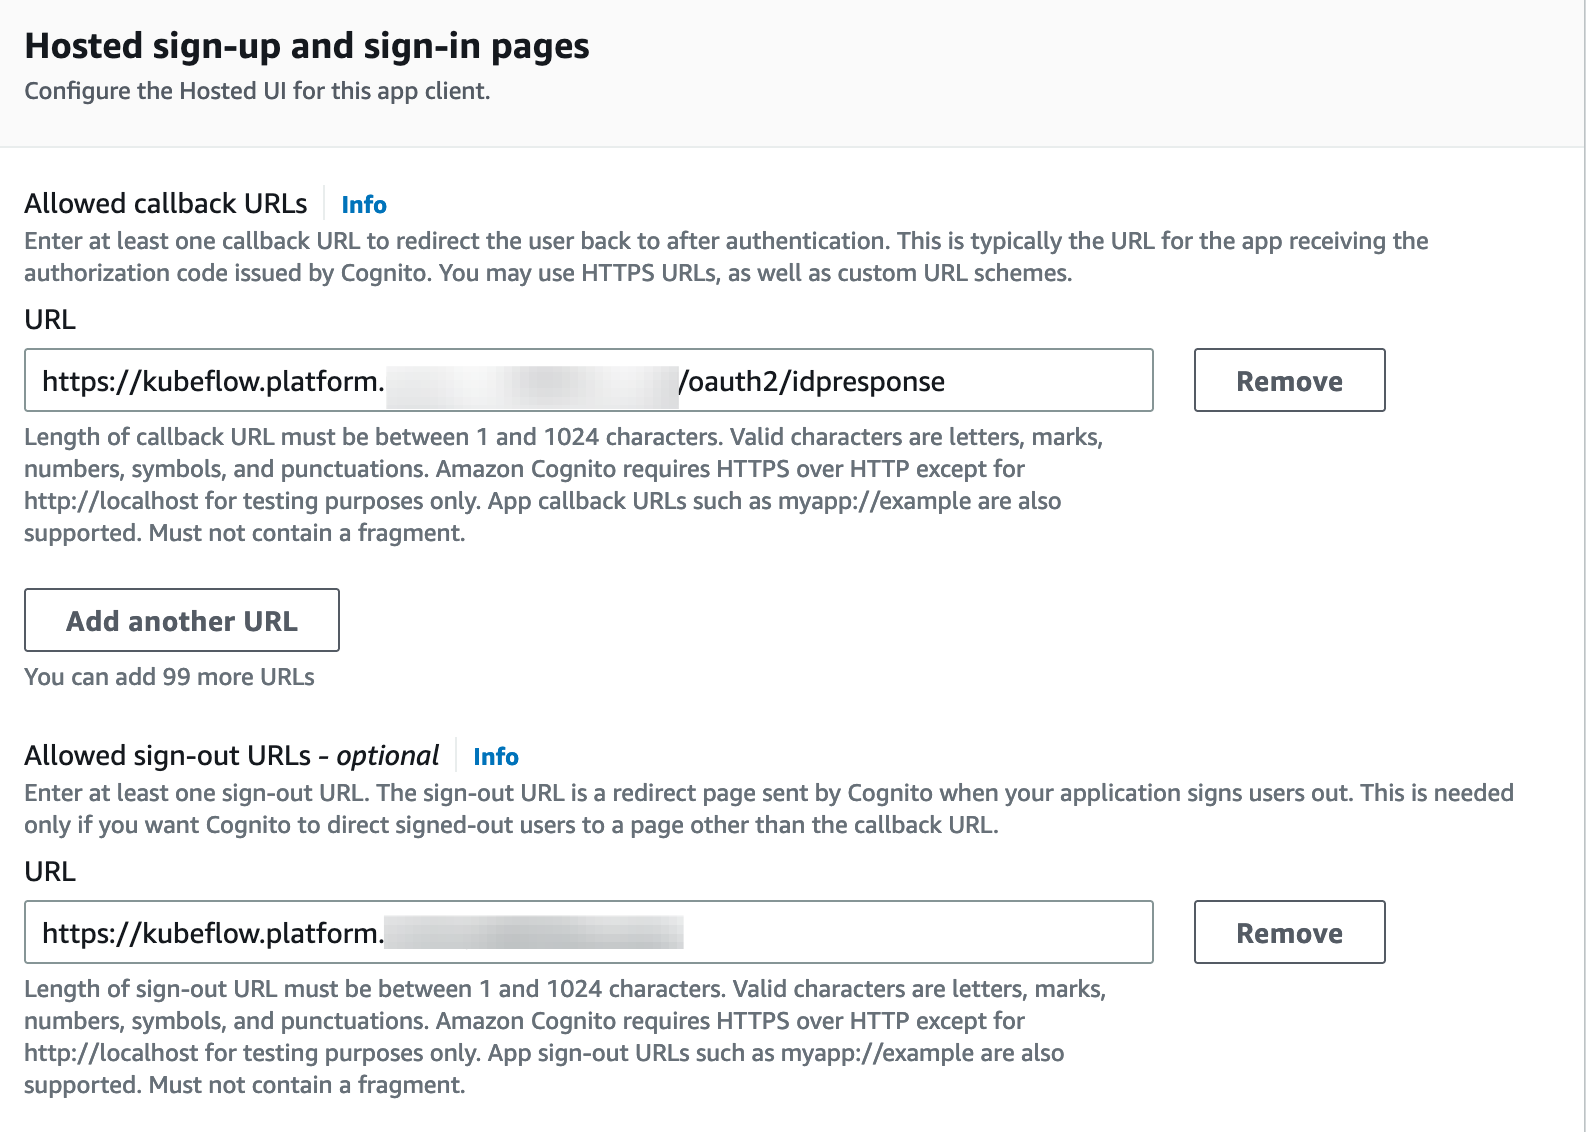 Hosted sign-up and sign-in pages
Configure the Hosted UI for this app client.
Allowed callback URLs Info
Enter at least one callback URL to redirect the user back to after authentication. This is typically the URL for the app receiving the
authorization code issued by Cognito. You may use HTTPS URLs, as well as custom URL schemes.
URL
https://kubeflow.platform. /oauth2/idpresponse Remove
Length of callback URL must be between 1 and 1024 characters. Valid characters are letters, marks,
numbers, symbols, and punctuations. Amazon Cognito requires HTTPS over HTTP except for
http://localhost for testing purposes only. App callback URLs such as myapp://example are also
supported. Must not contain a fragment.
Add another URL
You can add 99 more URLs
Allowed sign-out URLs - optional Info
Enter at least one sign-out URL. The sign-out URL is a redirect page sent by Cognito when your application signs users out. This is needed
only if you want Cognito to direct signed-out users to a page other than the callback URL.
URL
https://kubeflow.platform. Remove
Length of sign-out URL must be between 1 and 1024 characters. Valid characters are letters, marks,
numbers, symbols, and punctuations. Amazon Cognito requires HTTPS over HTTP except for
http://localhost for testing purposes only. App sign-out URLs such as myapp://example are also
supported. Must not contain a fragment.